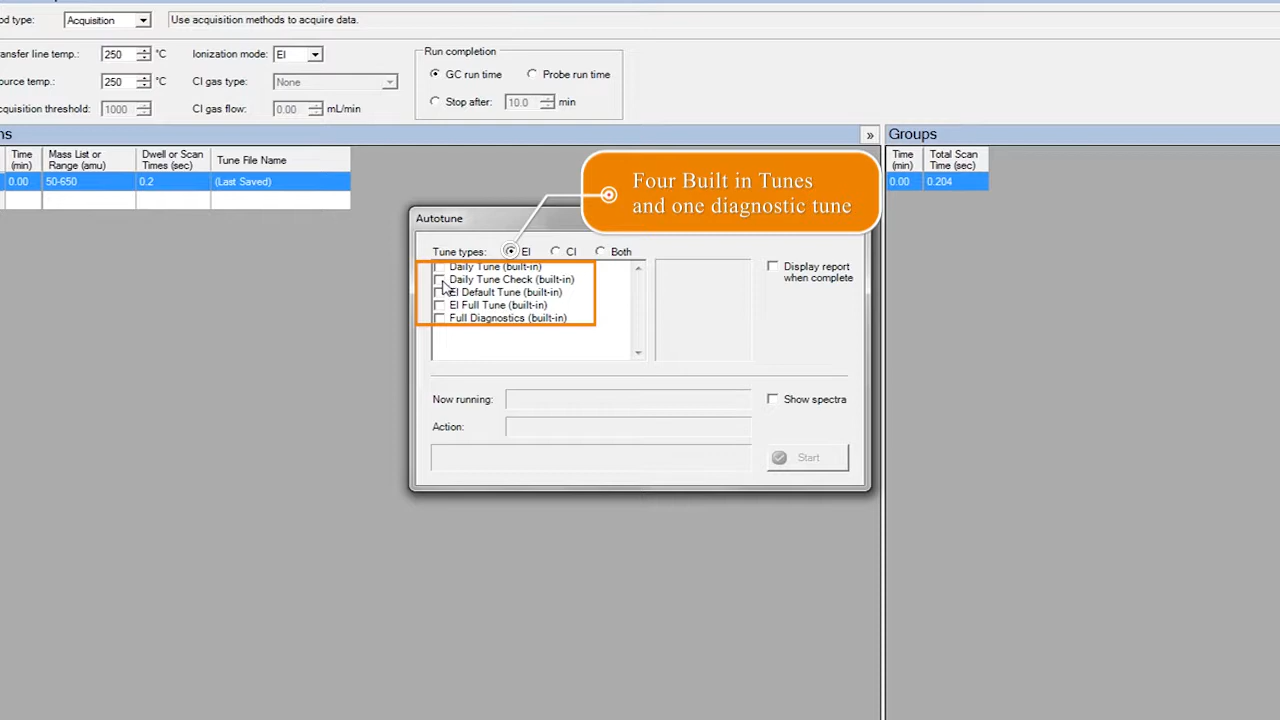 od type:
Acquisition
Use acquisition methods to acquire data.
ansfer line temp.: 250 °C
Ionization mode: EI
Run completion
ource temp.: 250 °C
CI gas type: None
GC run time
Probe run time
cquisition threshold: 1000
CI gas flow: 0.00 mL/min
Stop after: 10.0 min
ns
»
Groups
Time
(min)
Mass List or
Range (amu)
Dwell or Scan
Times (sec)
Tune File Name
0.00 50-650 0.2 (Last Saved)
Time
(min)
Total Scan
Time (sec)
0.00 0.204
Four Built in Tunes
and one diagnostic tune
Autotune
Tune types: EI CI Both
Daily Tune (built-in)
Daily Tune Check (built-in)
EI Default Tune (built-in)
EI Full Tune (built-in)
Full Diagnostics (built-in)
Display report
when complete
Now running:
Show spectra
Action:
Start